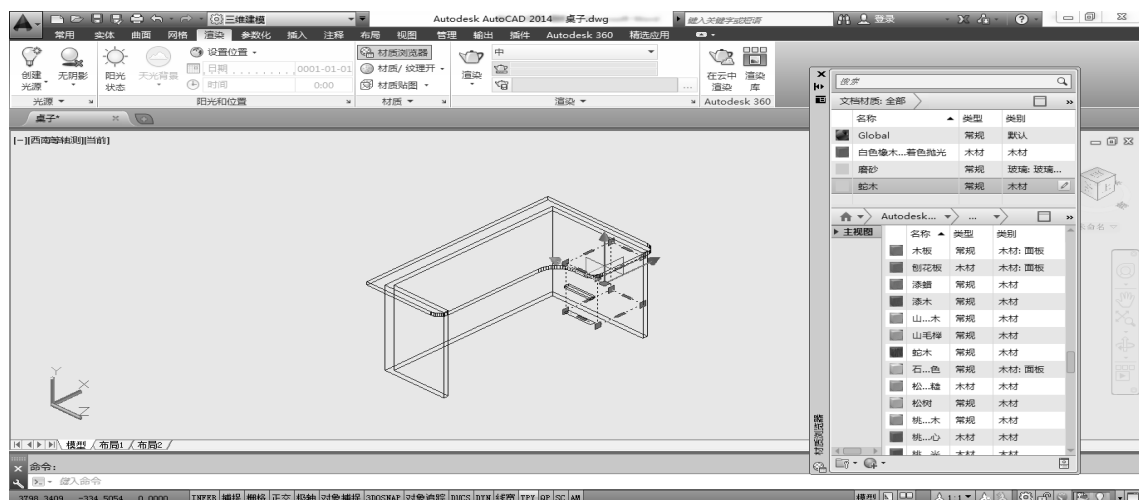 三维建模 Autodesk AutoCAD 2014 桌子.dwg 键入关键字或短语 登录
常用 实体 曲面 网格 渲染 参数化 插入 注释 布局 视图 管理 输出 插件 Autodesk 360 精选应用
创建光源 无阴影 阳光状态 天光背景
设置位置
日期 0001-01-01
时间 0:00
材质浏览器
材质/纹理开
材质贴图
渲染
中
在云中渲染 渲染库
光源 阳光和位置 材质 渲染 Autodesk 360
桌子*
[-][西南等轴测][当前]
搜索
文档材质: 全部
名称 类型 类别
Global 常规 默认
白色橡木...着色抛光 木材 木材
磨砂 常规 玻璃: 玻璃...
蛇木 常规 木材
Autodesk... ...
主视图
名称 类型 类别
木板 常规 木材: 面板
刨花板 木材 木材: 面板
漆蜡 常规 木材
漆木 常规 木材
山...木 常规 木材
山毛榉 常规 木材
蛇木 常规 木材
石...色 常规 木材: 面板
松...糙 木材 木材
松树 常规 木材
桃...木 常规 木材
桃...心 木材 木材
材质浏览器
Y
X
Z
模型 布局1 布局2
命令:
键入命令
3798.3409 -334.5054 0.0000 INFER 捕捉 栅格 正交 极轴 对象捕捉 3DOSNAP 对象追踪 DUCS DYN 线宽 TPY QP SC AM 模型 1:1